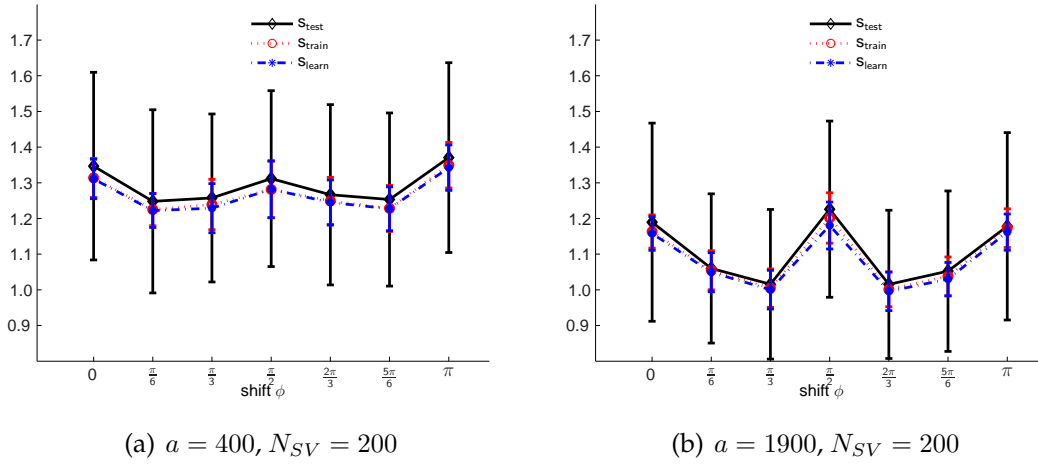 1.7
1.6
1.5
1.4
1.3
1.2
1.1
1.0
0.9
s_test
s_train
s_learn
0 π/6 π/3 π/2 2π/3 5π/6 π
shift ϕ
(a) a = 400, N_SV = 200
1.7
1.6
1.5
1.4
1.3
1.2
1.1
1.0
0.9
s_test
s_train
s_learn
0 π/6 π/3 π/2 2π/3 5π/6 π
shift ϕ
(b) a = 1900, N_SV = 200